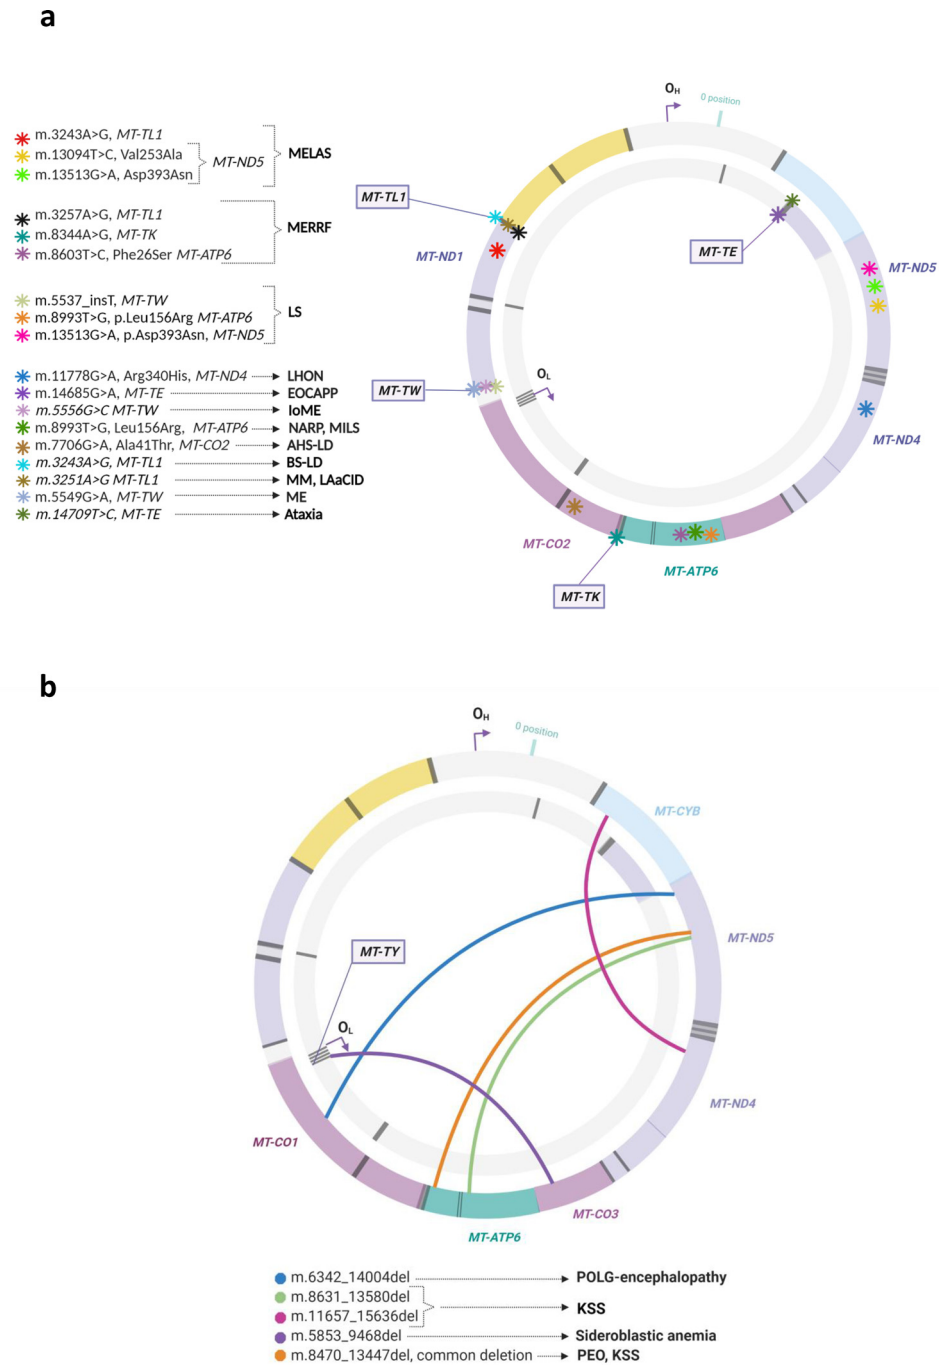 a
O_H
0 position
m.3243A>G, MT-TL1
m.13094T>C, Val253Ala
m.13513G>A, Asp393Asn
MT-ND5
MELAS
m.3257A>G, MT-TL1
m.8344A>G, MT-TK
m.8603T>C, Phe26Ser MT-ATP6
MERRF
m.5537_insT, MT-TW
m.8993T>G, p.Leu156Arg MT-ATP6
m.13513G>A, p.Asp393Asn, MT-ND5
LS
m.11778G>A, Arg340His, MT-ND4 LHON
m.14685G>A, MT-TE EOCAPP
m.5556G>C MT-TW IoME
m.8993T>G, Leu156Arg, MT-ATP6 NARP, MILS
m.7706G>A, Ala41Thr, MT-CO2 AHS-LD
m.3243A>G, MT-TL1 BS-LD
m.3251A>G MT-TL1 MM, LAaCID
m.5549G>A, MT-TW ME
m.14709T>C, MT-TE Ataxia
MT-TL1
MT-ND1
MT-TE
MT-ND5
O_L
MT-TW
MT-ND4
MT-CO2
MT-ATP6
MT-TK
b
O_H
0 position
MT-CYB
MT-ND5
MT-TY
O_L
MT-ND4
MT-CO1
MT-CO3
MT-ATP6
m.6342_14004del POLG-encephalopathy
m.8631_13580del
m.11657_15636del
KSS
m.5853_9468del Sideroblastic anemia
m.8470_13447del, common deletion PEO, KSS